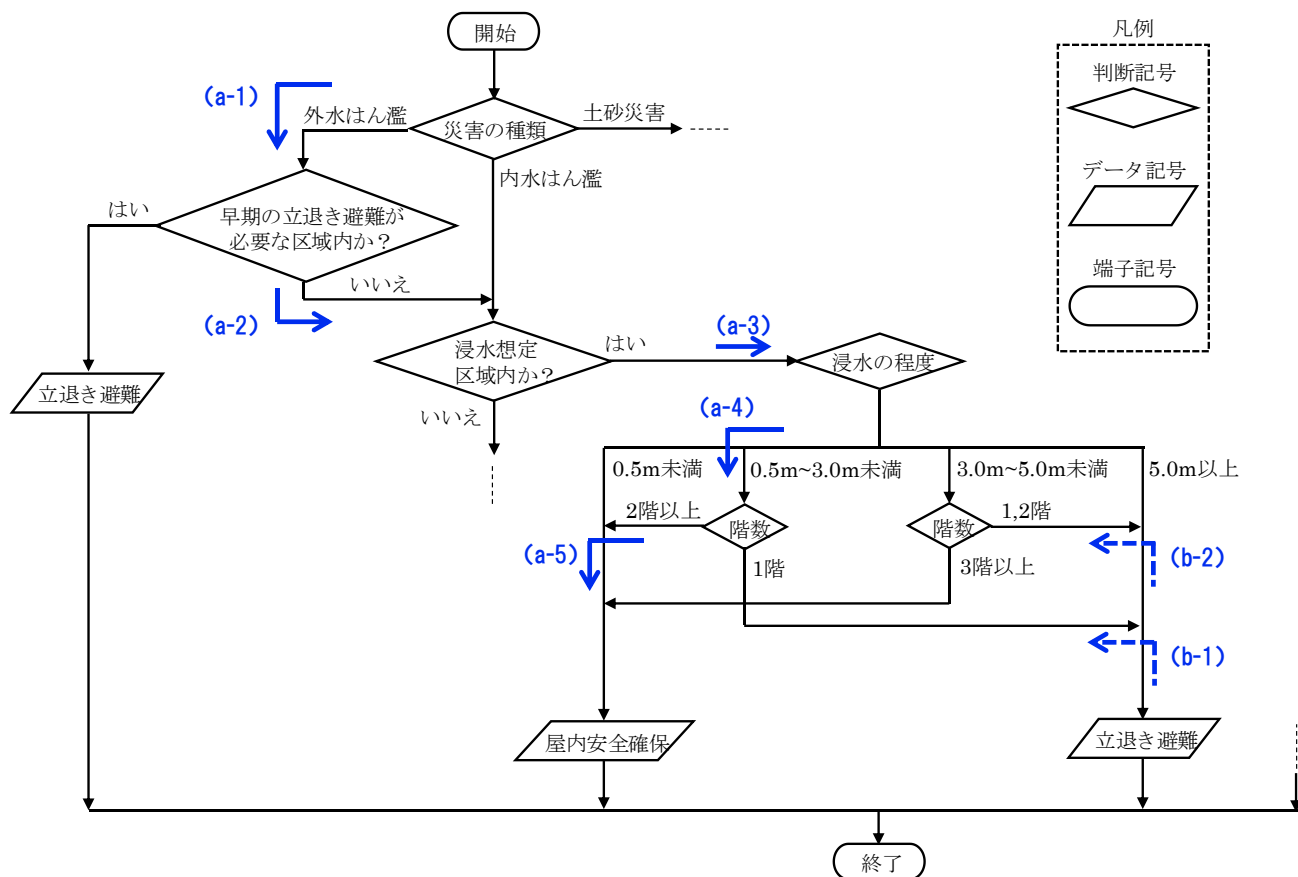 開始
凡例
判断記号
データ記号
端子記号
(a-1)
外水はん濫
災害の種類
土砂災害
内水はん濫
はい
早期の立退き避難が
必要な区域内か?
いいえ
(a-2)
浸水想定
区域内か?
はい
(a-3)
浸水の程度
立退き避難
いいえ
(a-4)
0.5m未満
0.5m~3.0m未満
3.0m~5.0m未満
5.0m以上
2階以上
階数
階数
1,2階
(a-5)
1階
3階以上
(b-2)
(b-1)
屋内安全確保
立退き避難
終了